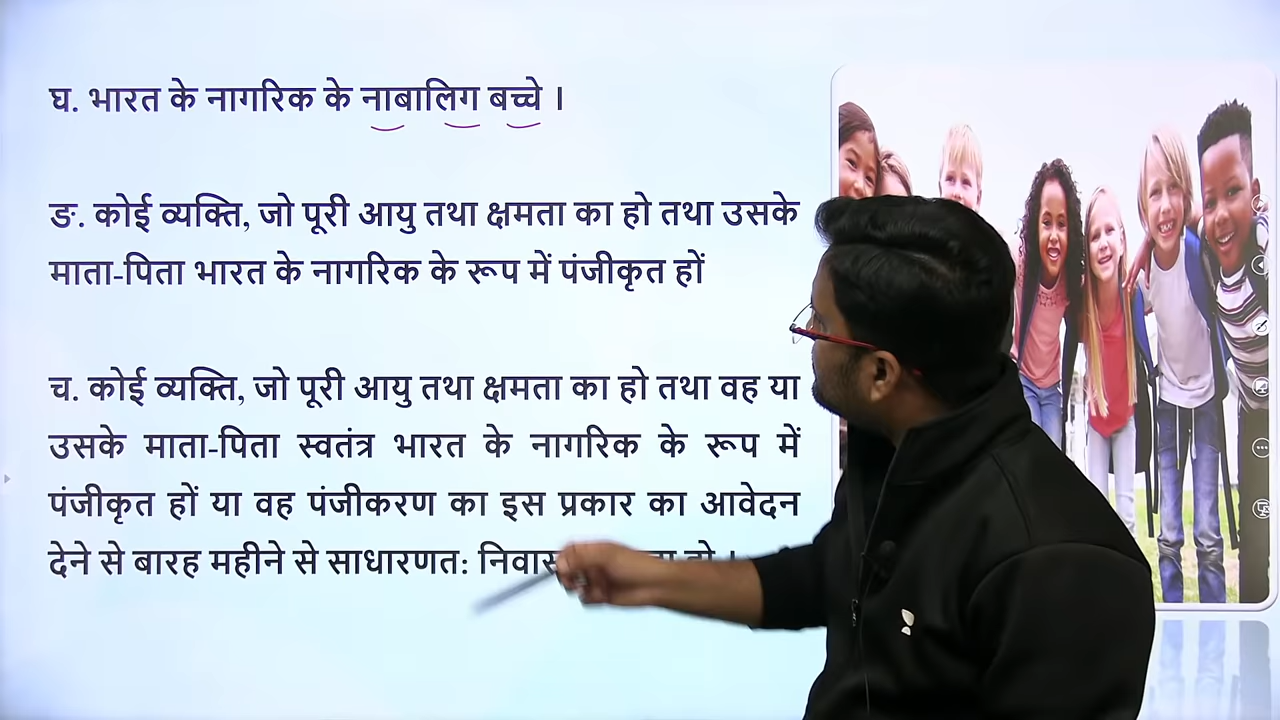 घ. भारत के नागरिक के नाबालिग बच्चे ।
ङ. कोई व्यक्ति, जो पूरी आयु तथा क्षमता का हो तथा उसके
माता-पिता भारत के नागरिक के रूप में पंजीकृत हों
च. कोई व्यक्ति, जो पूरी आयु तथा क्षमता का हो तथा वह या
उसके माता-पिता स्वतंत्र भारत के नागरिक के रूप में
पंजीकृत हों या वह पंजीकरण का इस प्रकार का आवेदन
देने से बारह महीने से साधारणत: हो ।